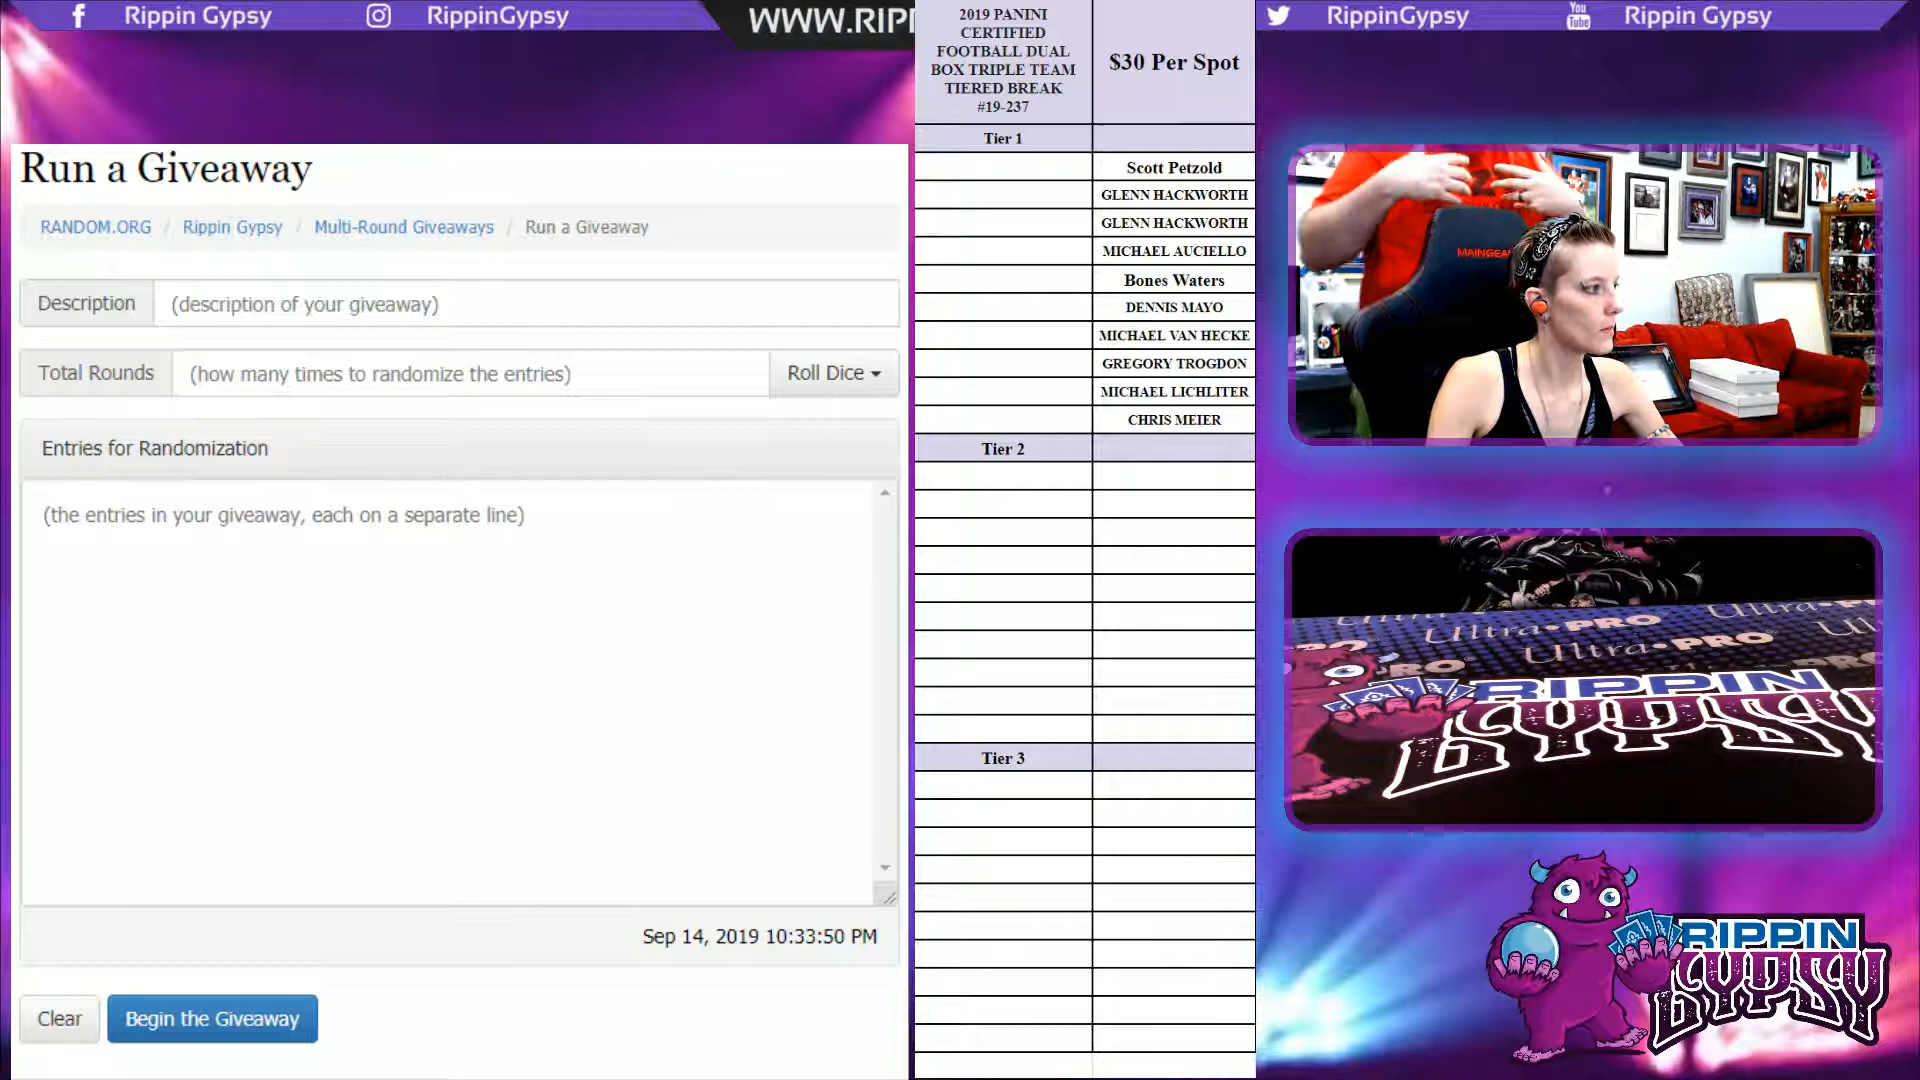 Rippin Gypsy
RippinGypsy
WWW.RIPF
RippinGypsy
You Tube
Rippin Gypsy
2019 PANINI
CERTIFIED
FOOTBALL DUAL
BOX TRIPLE TEAM
TIERED BREAK
#19-237
$30 Per Spot
Tier 1
Scott Petzold
GLENN HACKWORTH
GLENN HACKWORTH
MICHAEL AUCIELLO
Bones Waters
DENNIS MAYO
MICHAEL VAN HECKE
GREGORY TROGDON
MICHAEL LICHLITER
CHRIS MEIER
Tier 2
Tier 3
Run a Giveaway
RANDOM.ORG / Rippin Gypsy / Multi-Round Giveaways / Run a Giveaway
Description (description of your giveaway)
Total Rounds (how many times to randomize the entries) Roll Dice
Entries for Randomization
(the entries in your giveaway, each on a separate line)
Sep 14, 2019 10:33:50 PM
Clear Begin the Giveaway
MAINGEAR
Ultra•PRO
Ultra•PRO
RIPPIN
GYPSY
RIPPIN
GYPSY